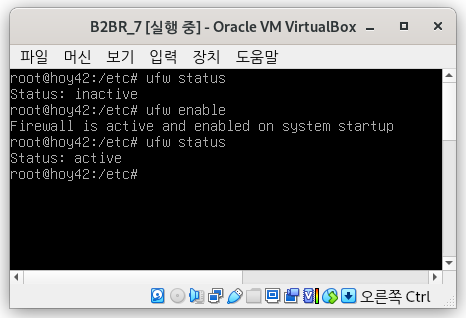 B2BR_7 [실행 중] - Oracle VM VirtualBox
파일 머신 보기 입력 장치 도움말
root@hoy42:/etc# ufw status
Status: inactive
root@hoy42:/etc# ufw enable
Firewall is active and enabled on system startup
root@hoy42:/etc# ufw status
Status: active
root@hoy42:/etc#
오른쪽 Ctrl